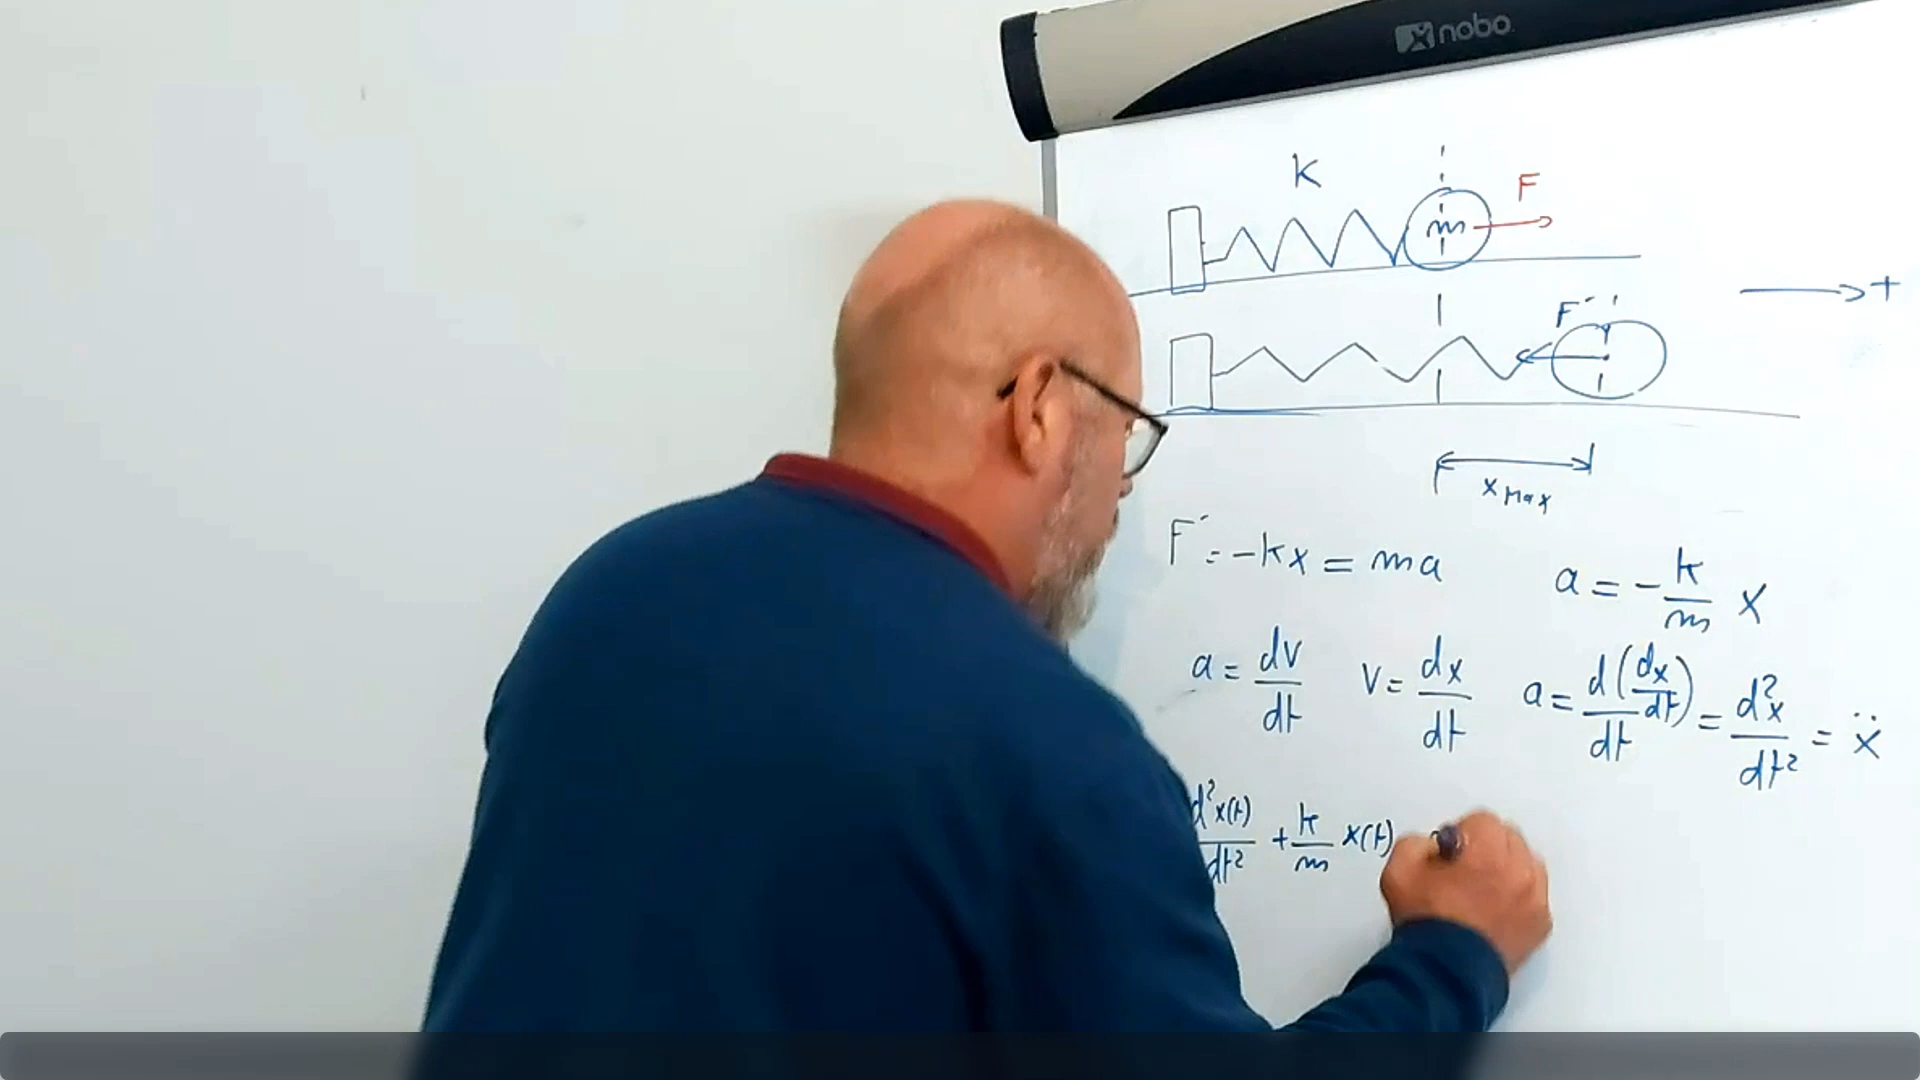 nobo
K
m
F
+
F'
x Max
F' = -kx = ma
a = - k/m x
a = dv/dt
v = dx/dt
a = d(dx/dt)/dt = d²x/dt² = ẍ
d²x(t)/dt² + k/m x(t)